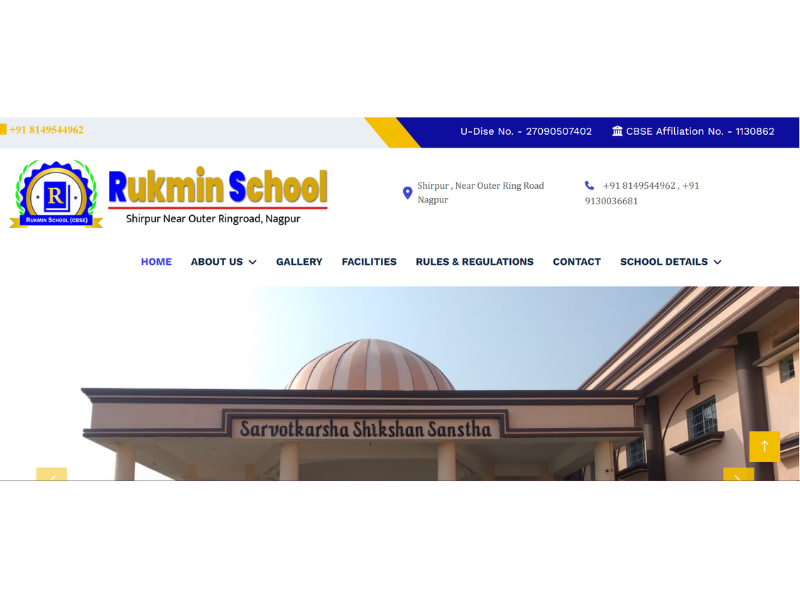 +91 8149544962
U-Dise No. - 27090507402
CBSE Affiliation No. - 1130862
R
RUKMIN SCHOOL (CBSE)
Rukmin School
Shirpur Near Outer Ringroad, Nagpur
Shirpur , Near Outer Ring Road
Nagpur
+91 8149544962 , +91
9130036681
HOME
ABOUT US
GALLERY
FACILITIES
RULES & REGULATIONS
CONTACT
SCHOOL DETAILS
Sarvotkarsha Shikshan Sanstha